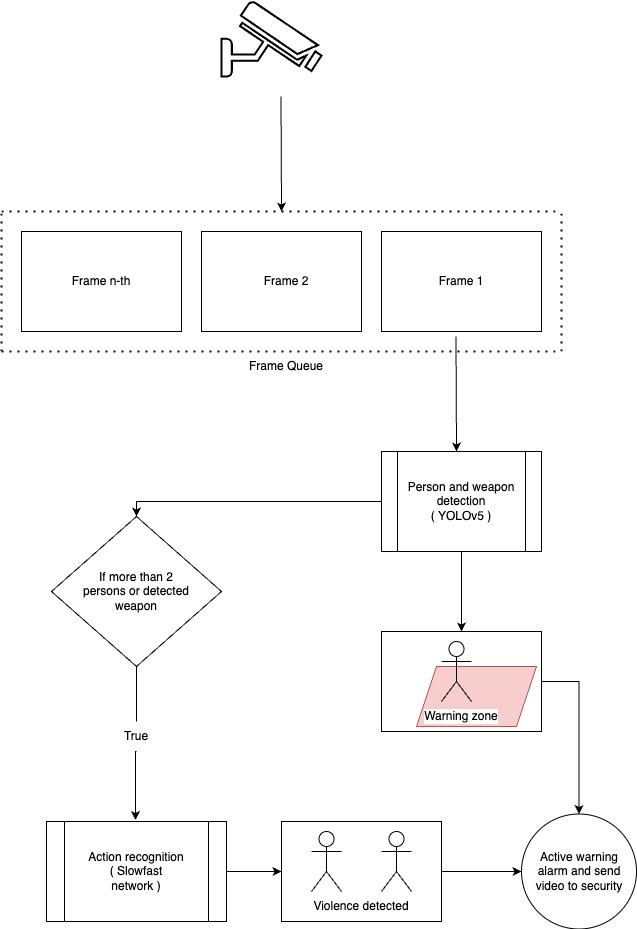 Frame n-th
Frame 2
Frame 1
Frame Queue
Person and weapon
detection
( YOLOv5 )
If more than 2
persons or detected
weapon
Warning zone
True
Action recognition
( Slowfast
network )
Violence detected
Active warning
alarm and send
video to security